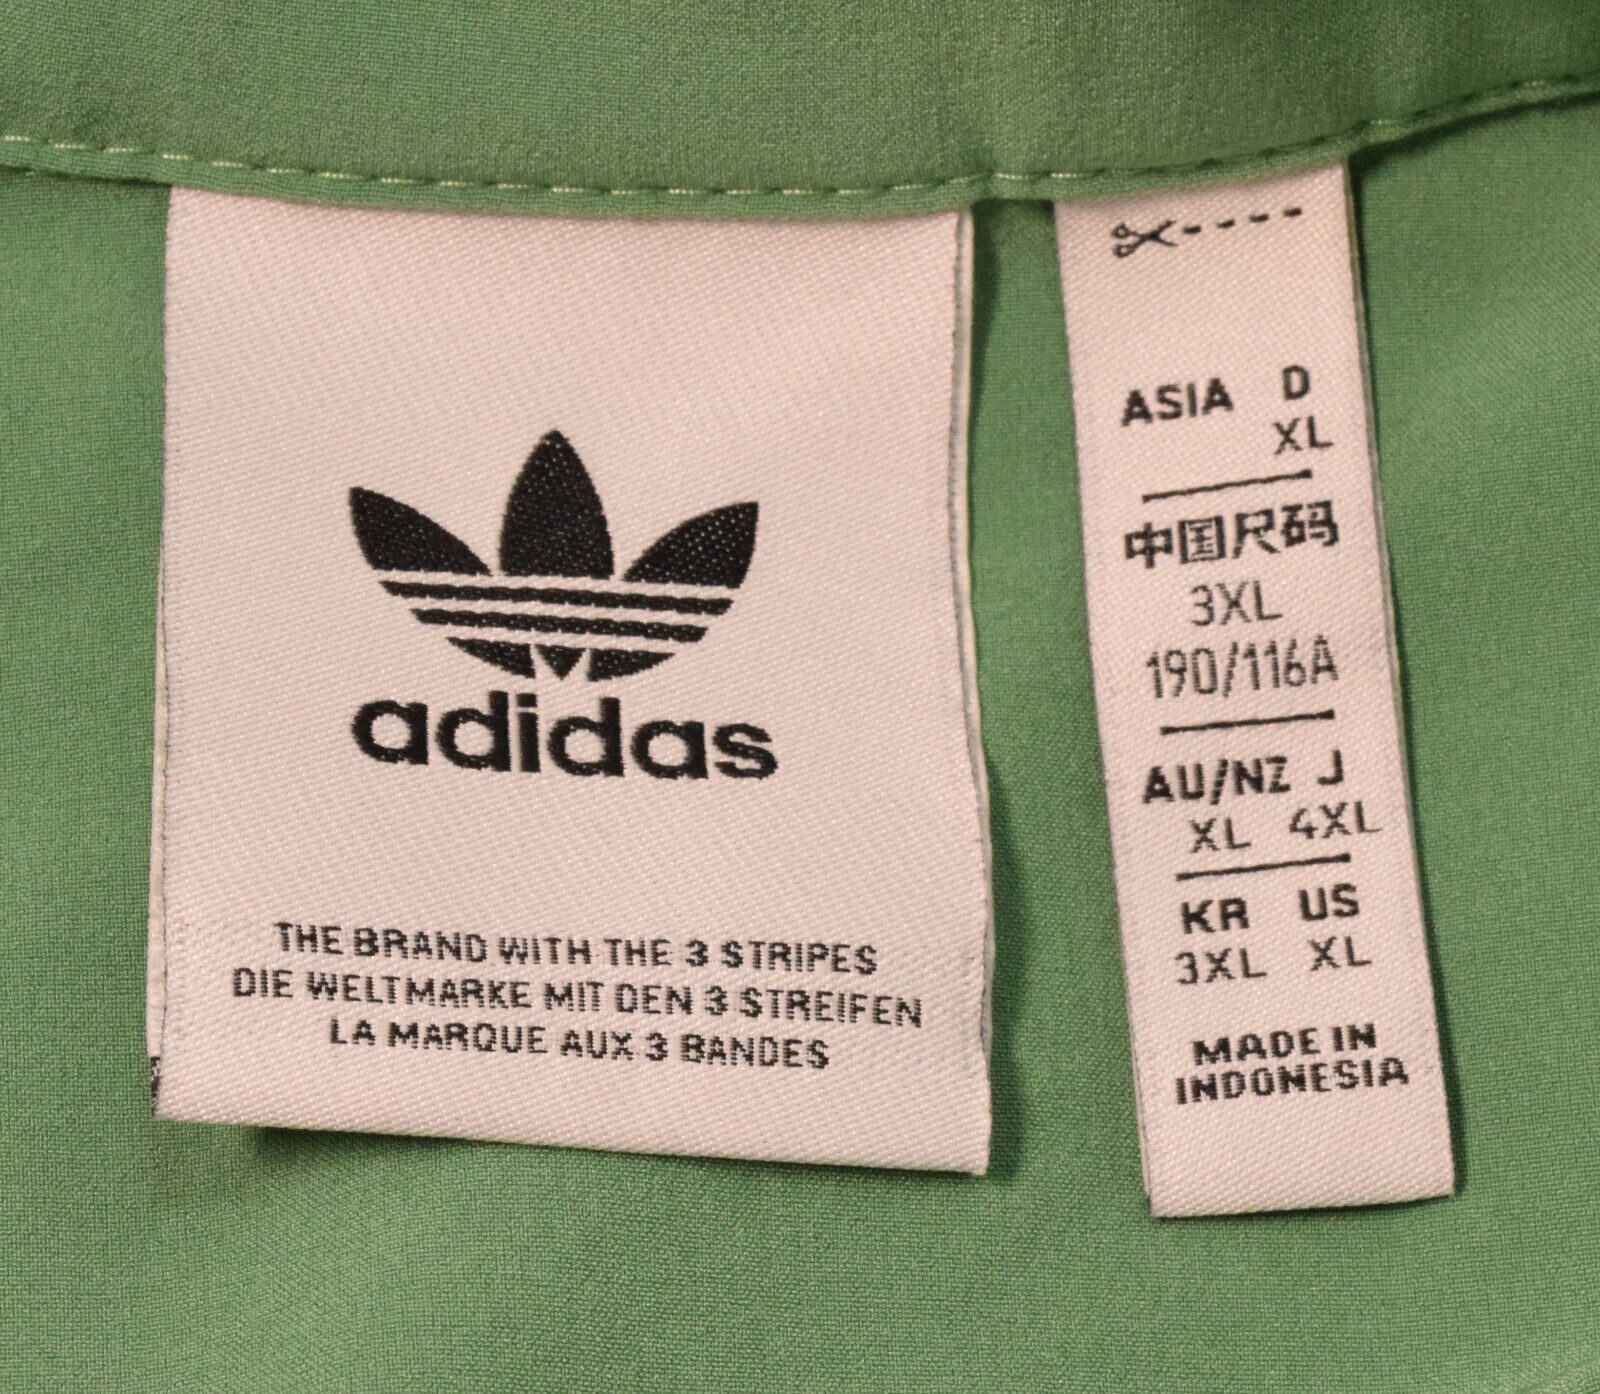 adidas
THE BRAND WITH THE 3 STRIPES
DIE WELTMARKE MIT DEN 3 STREIFEN
LA MARQUE AUX 3 BANDES
ASIA D
XL
中国尺码
3XL
190/116A
AU/NZ J
XL 4XL
KR US
3XL XL
MADE IN
INDONESIA